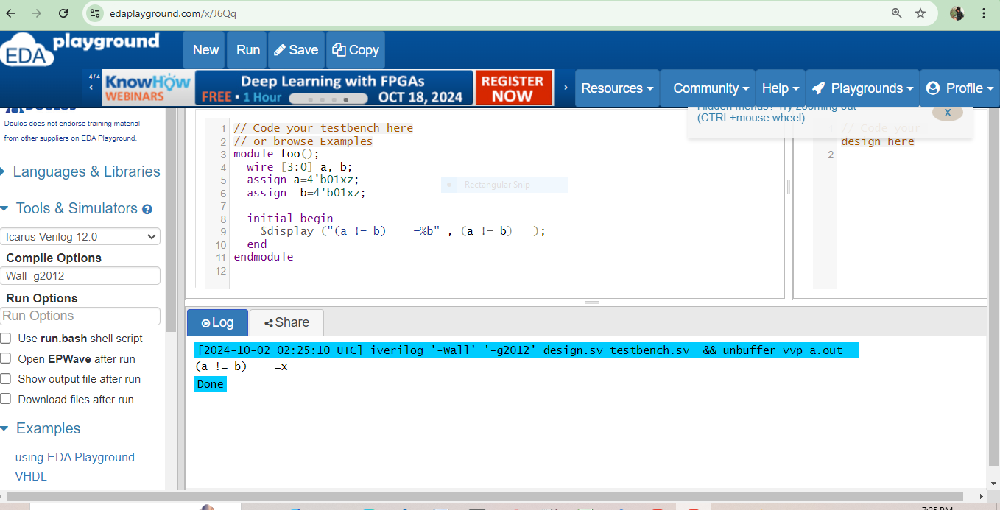 edaplayground.com/x/J6Qq
EDA playground
New
Run
Save
Copy
4/4
KnowHow
WEBINARS
Deep Learning with FPGAs
FREE • 1 Hour
OCT 18, 2024
REGISTER
NOW
Resources
Community
Help
Playgrounds
Profile
Doulos does not endorse training material
from other suppliers on EDA Playground.
Languages & Libraries
Tools & Simulators
Icarus Verilog 12.0
Compile Options
-Wall -g2012
Run Options
Run Options
Use run.bash shell script
Open EPWave after run
Show output file after run
Download files after run
Examples
using EDA Playground
VHDL
1 // Code your testbench here
2 // or browse Examples
3 module foo();
4 wire [3:0] a, b;
5 assign a=4'b01xz;
6 assign  b=4'b01xz;
7
8 initial begin
9 $display ("(a != b)    =%b" , (a != b)   );
10 end
11 endmodule
12
Rectangular Snip
Hidden menus? Try zooming out
(CTRL+mouse wheel)
X
1 // Code your
design here
2
Log
Share
[2024-10-02 02:25:10 UTC] iverilog '-Wall' '-g2012' design.sv testbench.sv  && unbuffer vvp a.out
(a != b)    =x
Done
7:25 PM